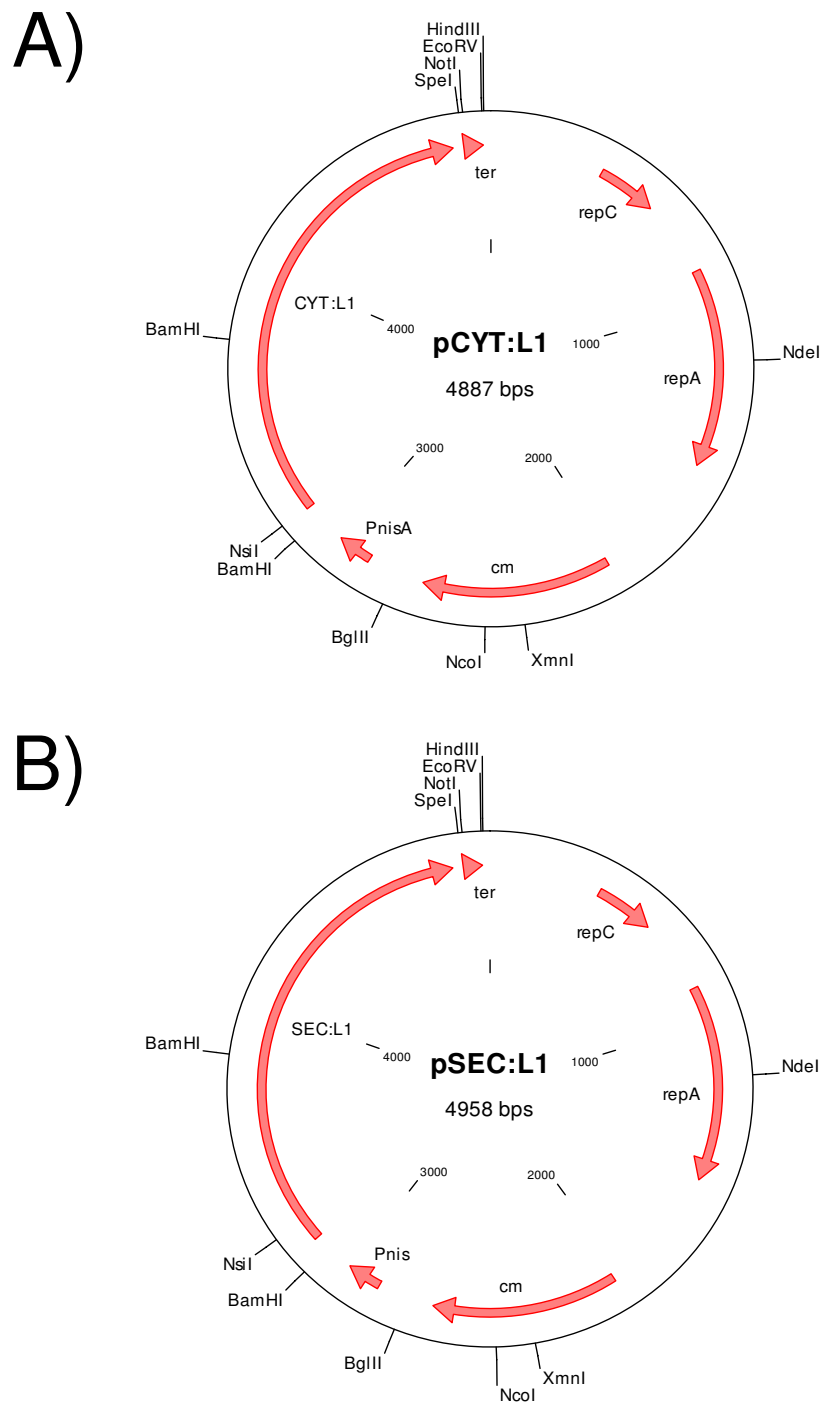 A)
HindIII
EcoRV
NotI
SpeI
ter
repC
CYT:L1
BamHI
4000
pCYT:L1
1000
NdeI
4887 bps
repA
3000
2000
PnisA
NsiI
BamHI
cm
BglII
NcoI
XmnI
B)
HindIII
EcoRV
NotI
SpeI
ter
repC
SEC:L1
BamHI
4000
pSEC:L1
1000
NdeI
4958 bps
repA
3000
2000
Pnis
NsiI
BamHI
cm
BglII
XmnI
NcoI